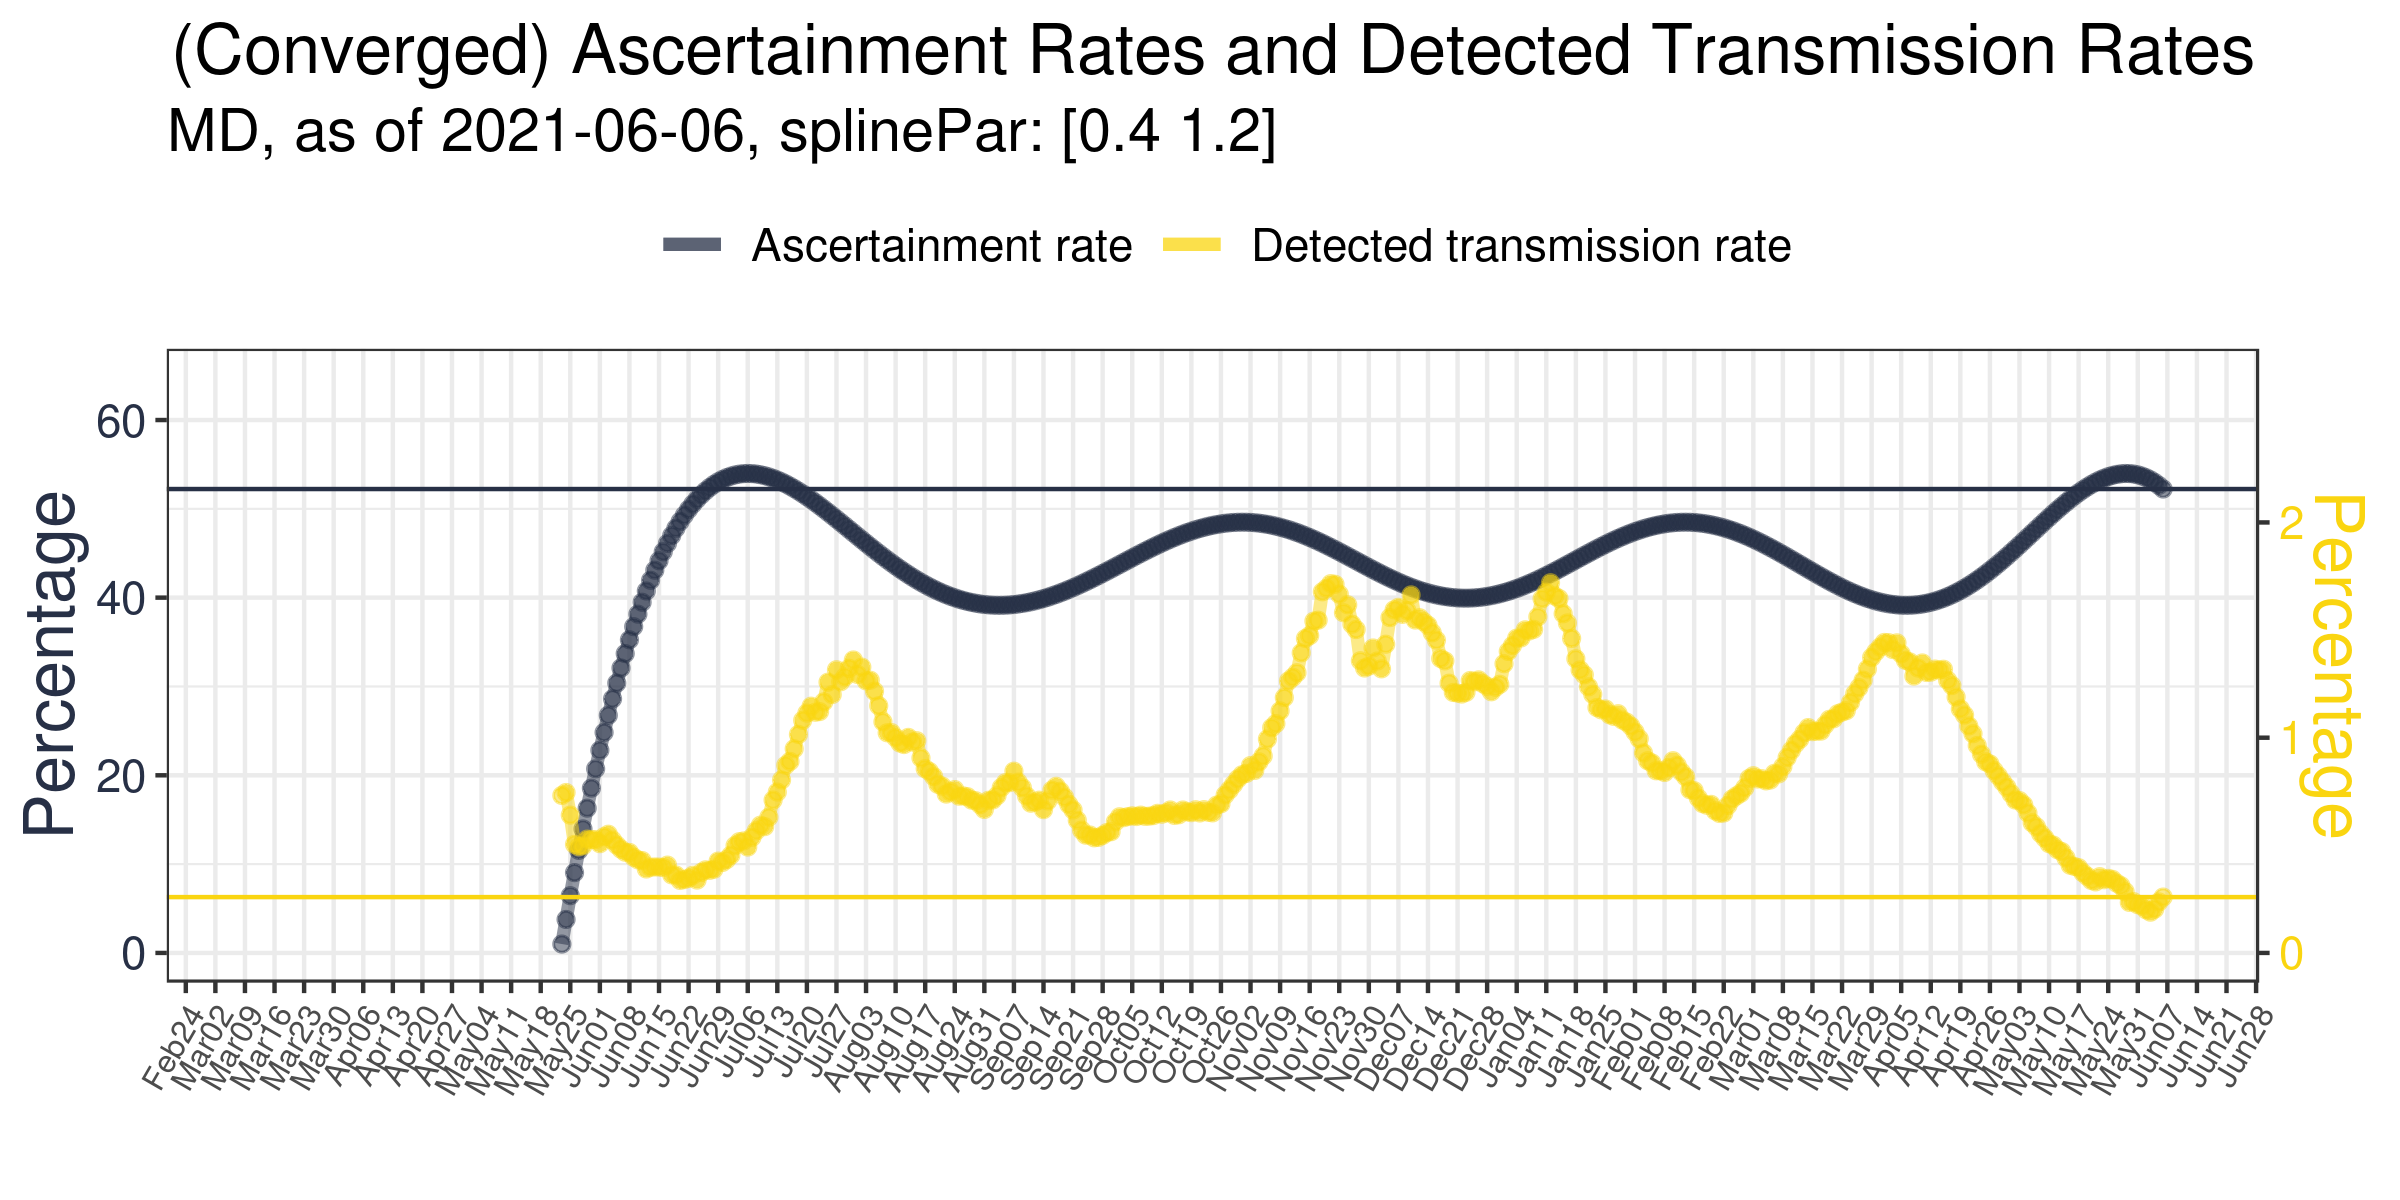 (Converged) Ascertainment Rates and Detected Transmission Rates
MD, as of 2021-06-06, splinePar: [0.4 1.2]
Ascertainment rate
Detected transmission rate
Percentage
60
40
20
0
2
1
0
Percentage
Feb24
Mar02
Mar09
Mar16
Mar23
Mar30
Apr06
Apr13
Apr20
Apr27
May04
May11
May18
May25
Jun01
Jun08
Jun15
Jun22
Jun29
Jul06
Jul13
Jul20
Jul27
Aug03
Aug10
Aug17
Aug24
Aug31
Sep07
Sep14
Sep21
Sep28
Oct05
Oct12
Oct19
Oct26
Nov02
Nov09
Nov16
Nov23
Nov30
Dec07
Dec14
Dec21
Dec28
Jan04
Jan11
Jan18
Jan25
Feb01
Feb08
Feb15
Feb22
Mar01
Mar08
Mar15
Mar22
Mar29
Apr05
Apr12
Apr19
Apr26
May03
May10
May17
May24
May31
Jun07
Jun14
Jun21
Jun28